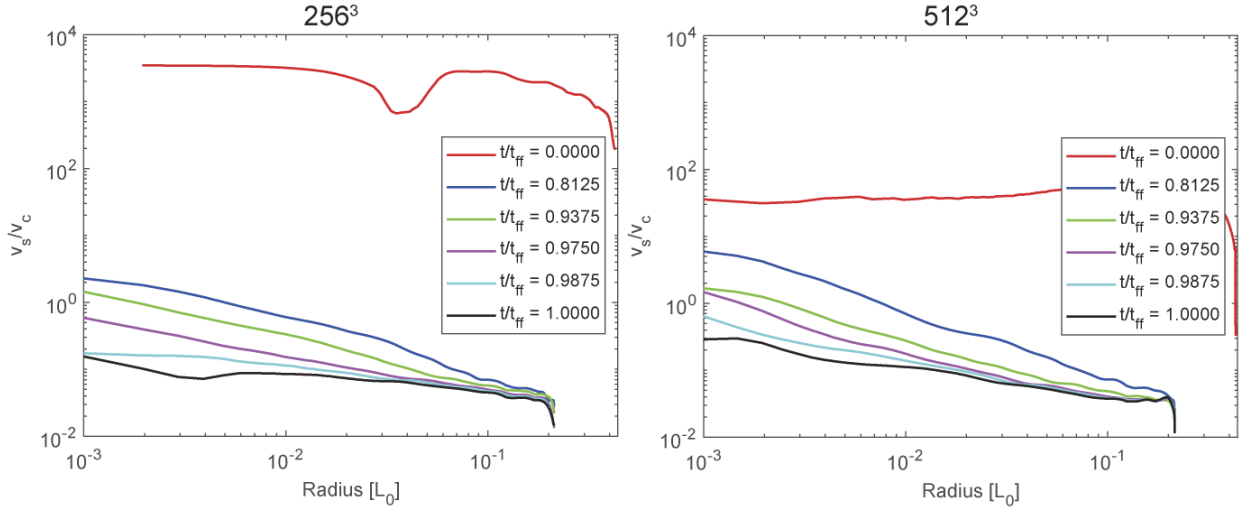 256³
10⁴
10²
10⁰
10⁻²
v_s/v_c
t/t_ff = 0.0000
t/t_ff = 0.8125
t/t_ff = 0.9375
t/t_ff = 0.9750
t/t_ff = 0.9875
t/t_ff = 1.0000
10⁻³
10⁻²
10⁻¹
Radius [L₀]
512³
10⁴
10²
10⁰
10⁻²
v_s/v_c
t/t_ff = 0.0000
t/t_ff = 0.8125
t/t_ff = 0.9375
t/t_ff = 0.9750
t/t_ff = 0.9875
t/t_ff = 1.0000
10⁻³
10⁻²
10⁻¹
Radius [L₀]